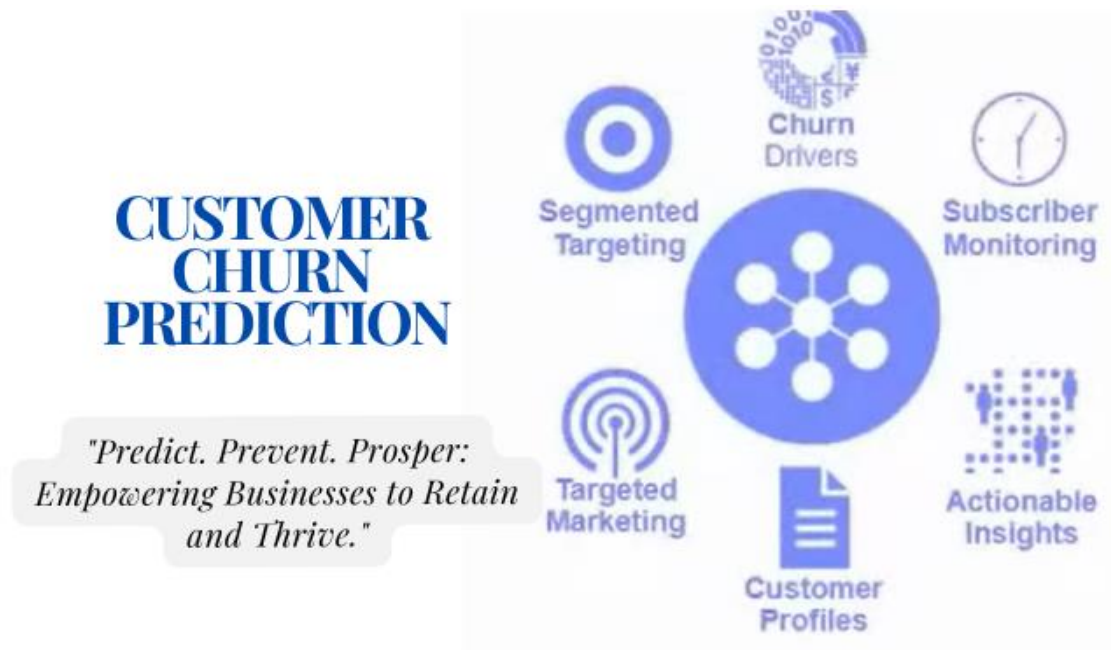 CUSTOMER
CHURN
PREDICTION
"Predict. Prevent. Prosper:
Empowering Businesses to Retain
and Thrive."
Churn
Drivers
Segmented
Targeting
Subscriber
Monitoring
Targeted
Marketing
Actionable
Insights
Customer
Profiles